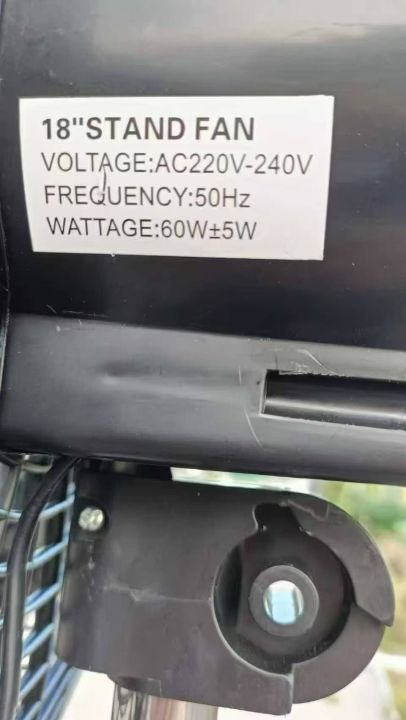 18"STAND FAN
VOLTAGE:AC220V-240V
FREQUENCY:50Hz
WATTAGE:60W±5W